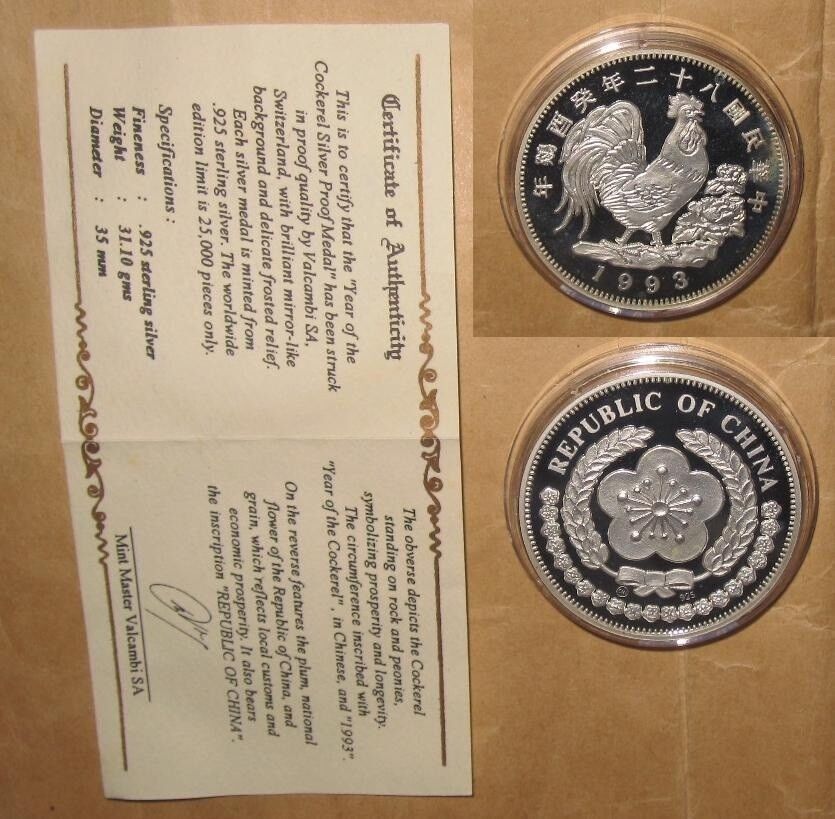 Certificate of Authenticity
This is to certify that the "Year of the
Cockerel Silver Proof Medal" has been struck
in proof quality by Valcambi SA,
Switzerland, with brilliant mirror-like
background and delicate frosted relief.
Each silver medal is minted from
.925 sterling silver. The worldwide
edition limit is 25,000 pieces only.
Specifications :
Fineness : .925 sterling silver
Weight : 31.10 gms
Diameter : 35 mm
The obverse depicts the Cockerel
standing on rock and peonies,
symbolizing prosperity and longevity.
The circumference inscribed with
"Year of the Cockerel", in Chinese, and "1993".
On the reverse features the plum, national
flower of the Republic of China, and
grain, which reflects local customs and
economic prosperity. It also bears
the inscription "REPUBLIC OF CHINA".
Mint Master Valcambi SA
中華民國八十二年癸酉鷄年
1993
REPUBLIC OF CHINA
925